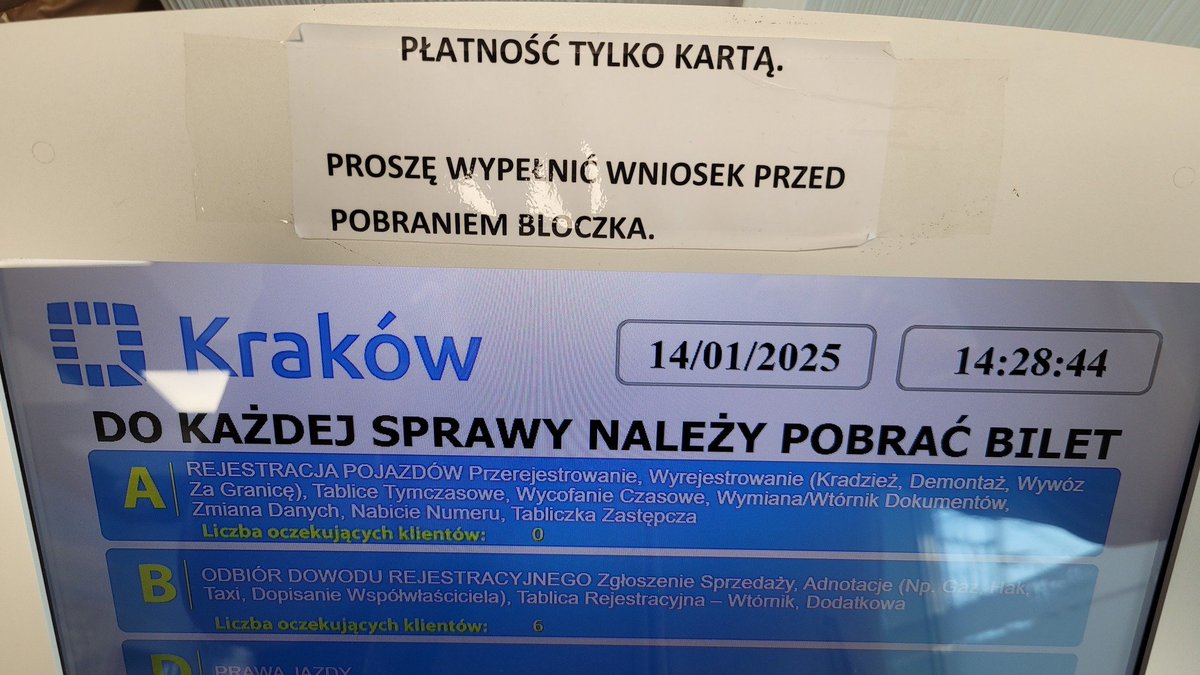 PŁATNOŚĆ TYLKO KARTĄ.
PROSZĘ WYPEŁNIĆ WNIOSEK PRZED
POBRANIEM BLOCZKA.
Kraków
14/01/2025
14:28:44
DO KAŻDEJ SPRAWY NALEŻY POBRAĆ BILET
A
REJESTRACJA POJAZDÓW Przerejestrowanie, Wyrejestrowanie (Kradzież, Demontaż, Wywóz
Za Granicę), Tablice Tymczasowe, Wycofanie Czasowe, Wymiana/Wtórnik Dokumentów,
Zmiana Danych, Nabicie Numeru, Tabliczka Zastępcza
Liczba oczekujących klientów: 0
B
ODBIÓR DOWODU REJESTRACYJNEGO Zgłoszenie Sprzedaży, Adnotacje (Np. Gaz, Hak,
Taxi, Dopisanie Współwłaściciela), Tablica Rejestracyjna – Wtórnik, Dodatkowa
Liczba oczekujących klientów: 6
D
PRAWA JAZDY